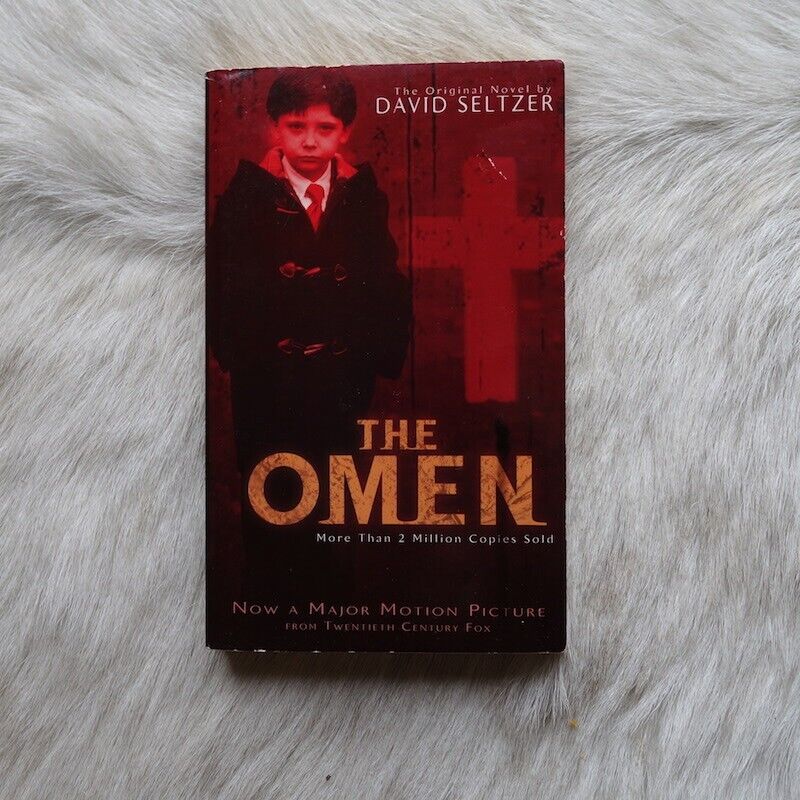 The Original Novel by
DAVID SELTZER
THE
OMEN
More Than 2 Million Copies Sold
NOW A MAJOR MOTION PICTURE
FROM TWENTIETH CENTURY FOX